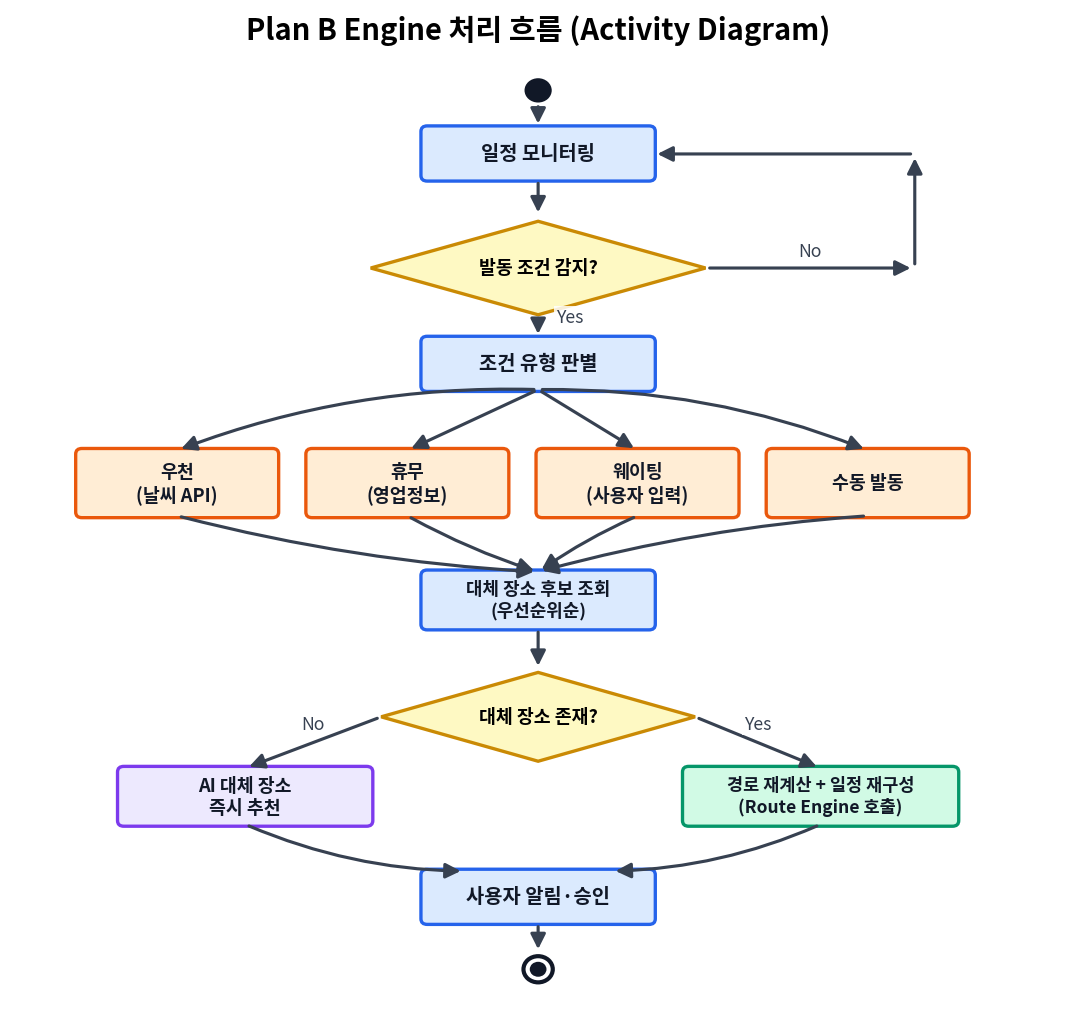 Plan B Engine 처리 흐름 (Activity Diagram)
일정 모니터링
발동 조건 감지?
No
Yes
조건 유형 판별
우천
(날씨 API)
휴무
(영업정보)
웨이팅
(사용자 입력)
수동 발동
대체 장소 후보 조회
(우선순위순)
대체 장소 존재?
No
Yes
AI 대체 장소
즉시 추천
경로 재계산 + 일정 재구성
(Route Engine 호출)
사용자 알림·승인